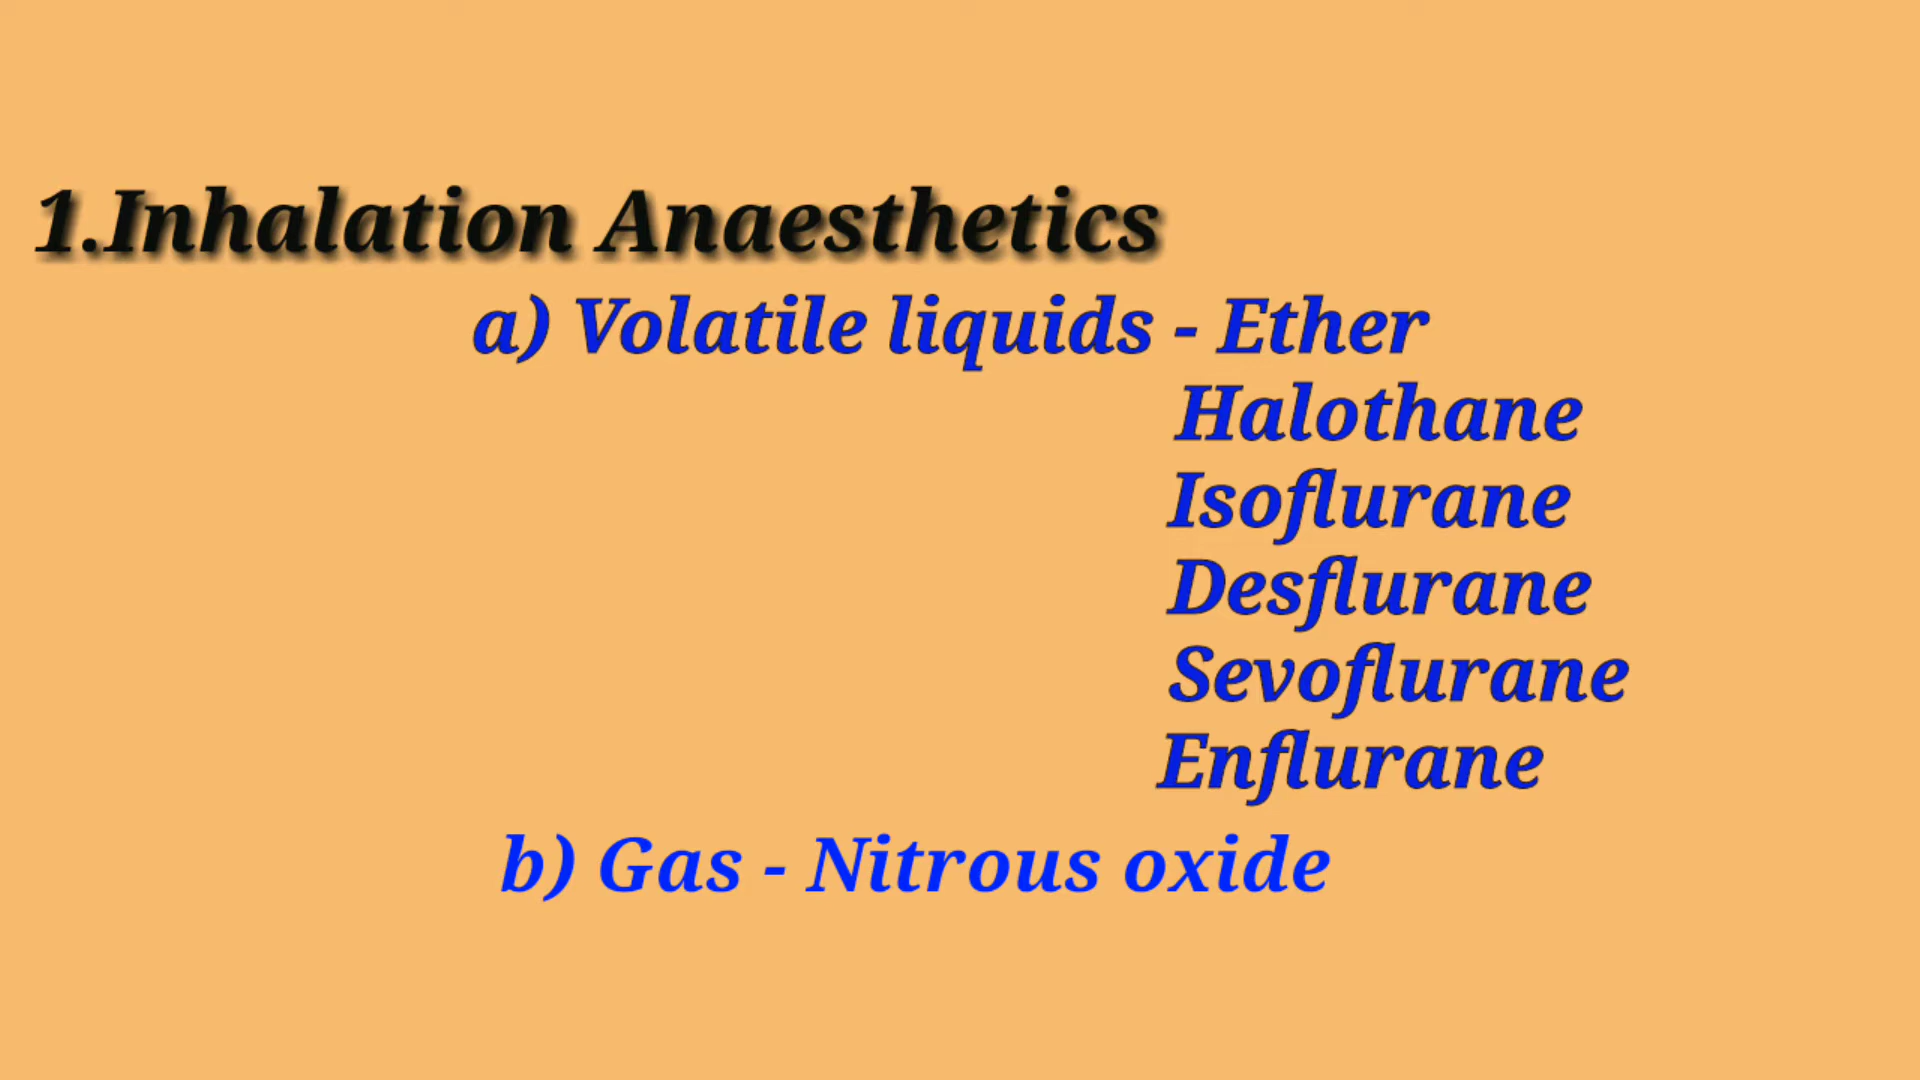 1.Inhalation Anaesthetics
a) Volatile liquids - Ether
Halothane
Isoflurane
Desflurane
Sevoflurane
Enflurane
b) Gas - Nitrous oxide